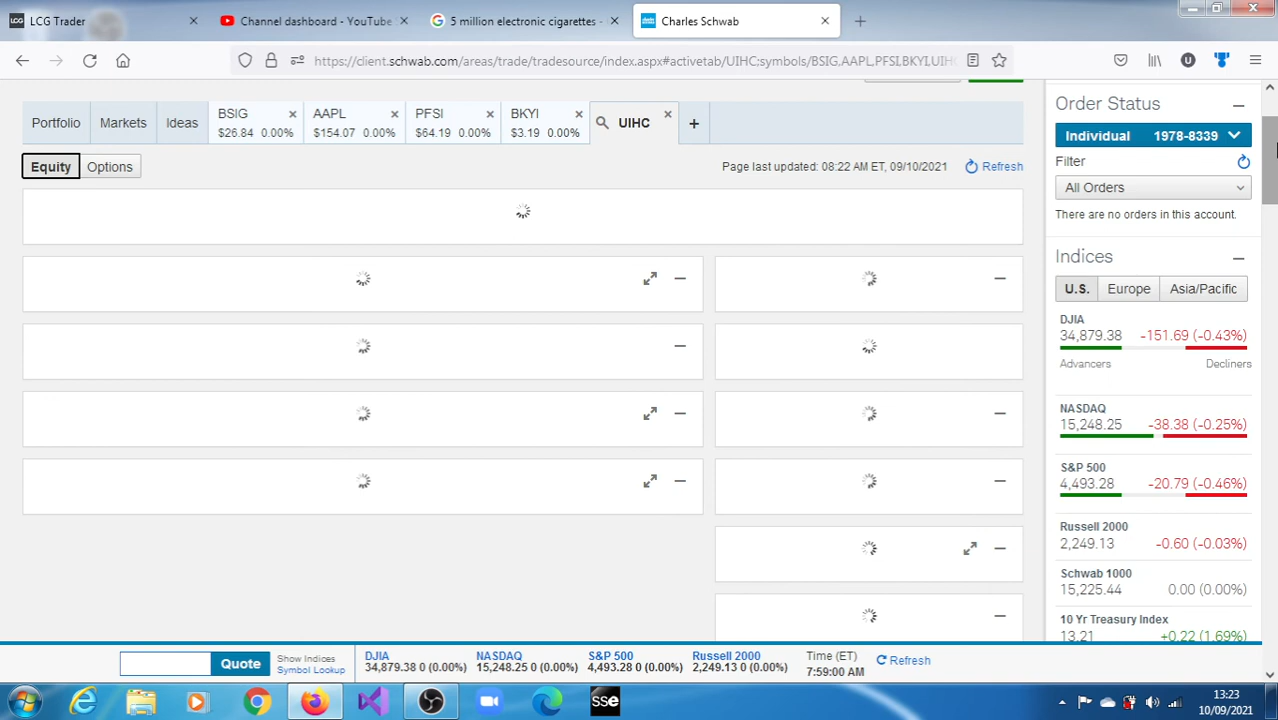 LCG Trader
Channel dashboard - YouTube
5 million electronic cigarettes -
Charles Schwab
https://client.schwab.com/areas/trade/tradesource/index.aspx#activetab/UIHC;symbols/BSIG,AAPL,PFSI,BKYI,UIHC
Portfolio
Markets
Ideas
BSIG
$26.84 0.00%
AAPL
$154.07 0.00%
PFSI
$64.19 0.00%
BKYI
$3.19 0.00%
UIHC
Equity
Options
Page last updated: 08:22 AM ET, 09/10/2021
Refresh
Order Status
Individual 1978-8339
Filter
All Orders
There are no orders in this account.
Indices
U.S.
Europe
Asia/Pacific
DJIA
34,879.38 -151.69 (-0.43%)
Advancers Decliners
NASDAQ
15,248.25 -38.38 (-0.25%)
S&P 500
4,493.28 -20.79 (-0.46%)
Russell 2000
2,249.13 -0.60 (-0.03%)
Schwab 1000
15,225.44 0.00 (0.00%)
10 Yr Treasury Index
13.21 +0.22 (1.69%)
Quote
Show Indices
Symbol Lookup
DJIA
34,879.38 0 (0.00%)
NASDAQ
15,248.25 0 (0.00%)
S&P 500
4,493.28 0 (0.00%)
Russell 2000
2,249.13 0 (0.00%)
Time (ET)
7:59:00 AM
Refresh
sse
13:23
10/09/2021